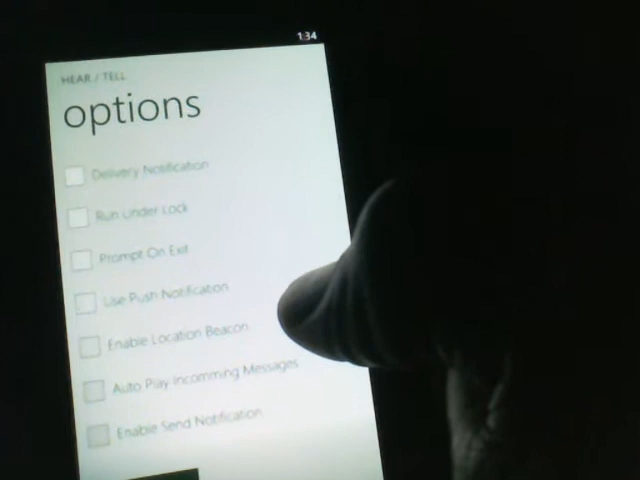 1:34
HEAR / TELL
options
Delivery Notification
Run Under Lock
Prompt On Exit
Use Push Notification
Enable Location Beacon
Auto Play Incomming Messages
Enable Send Notification